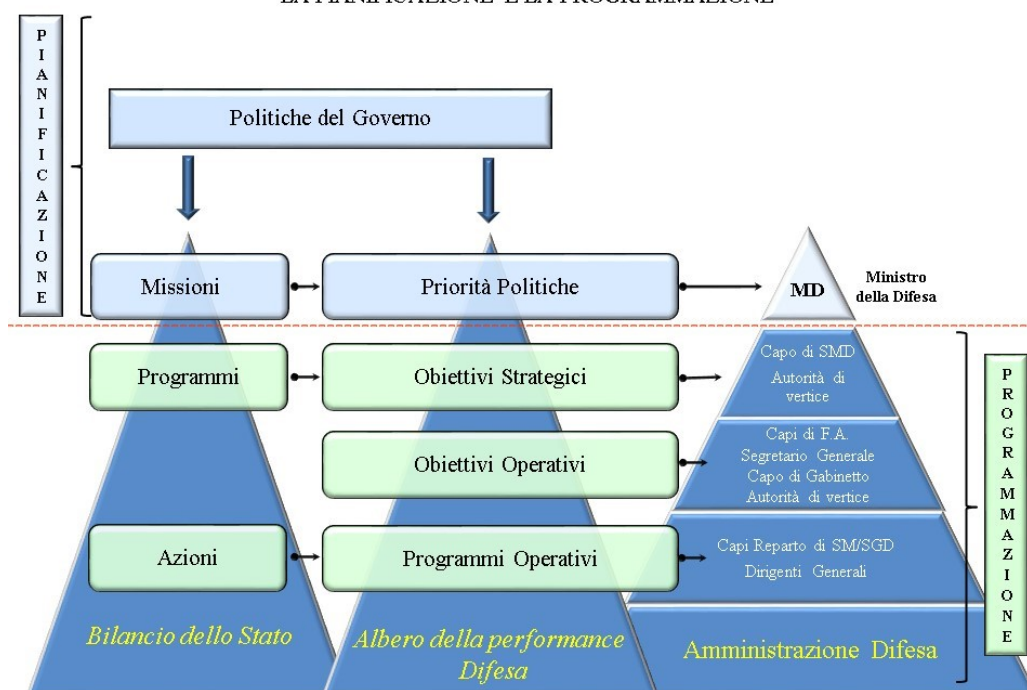 LA PIANIFICAZIONE E LA PROGRAMMAZIONE
PIANIFICAZIONE
Politiche del Governo
Missioni
Priorità Politiche
MD
Ministro
della Difesa
Programmi
Obiettivi Strategici
Capo di SMD
Autorità di
vertice
Obiettivi Operativi
Capi di F.A.
Segretario Generale
Capo di Gabinetto
Autorità di vertice
Azioni
Programmi Operativi
Capi Reparto di SM/SGD
Dirigenti Generali
PROGRAMMAZIONE
Bilancio dello Stato
Albero della performance
Difesa
Amministrazione Difesa